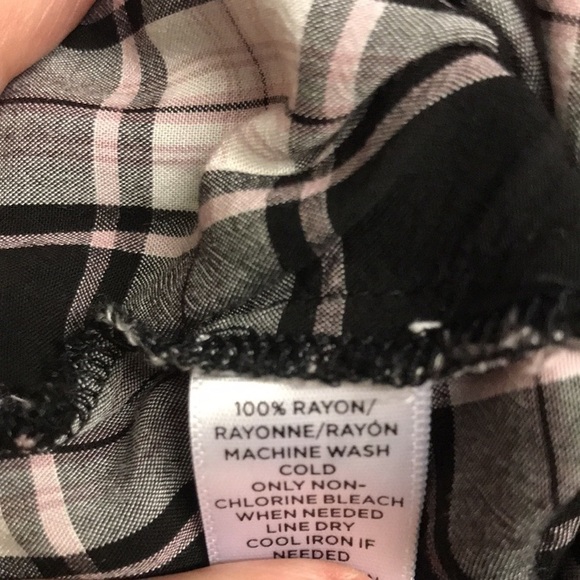 100% RAYON/
RAYONNE/RAYÓN
MACHINE WASH
COLD
ONLY NON-
CHLORINE BLEACH
WHEN NEEDED
LINE DRY
COOL IRON IF
NEEDED